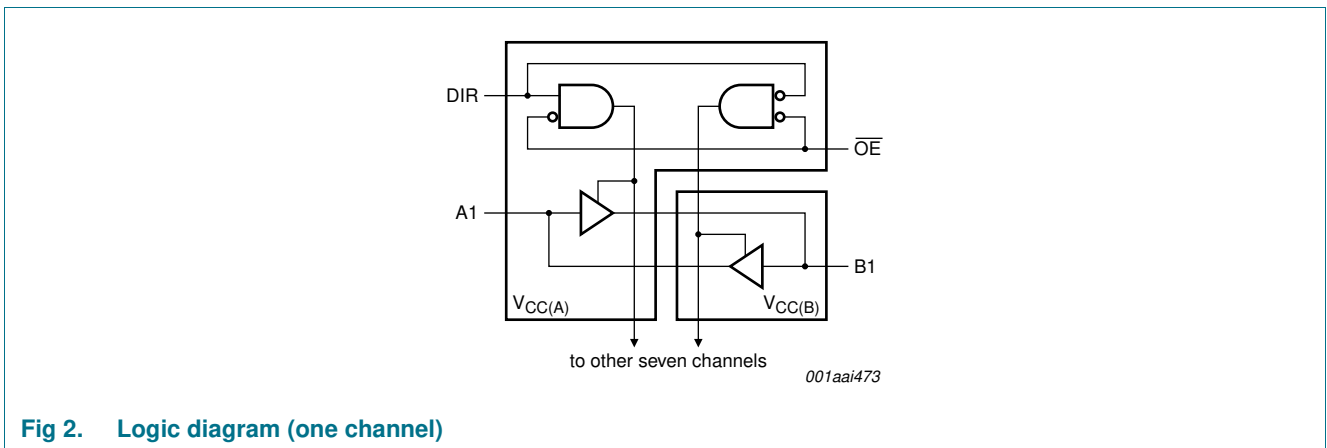 DIR
OE
A1
B1
VCC(A)
VCC(B)
to other seven channels
001aai473
Fig 2. Logic diagram (one channel)